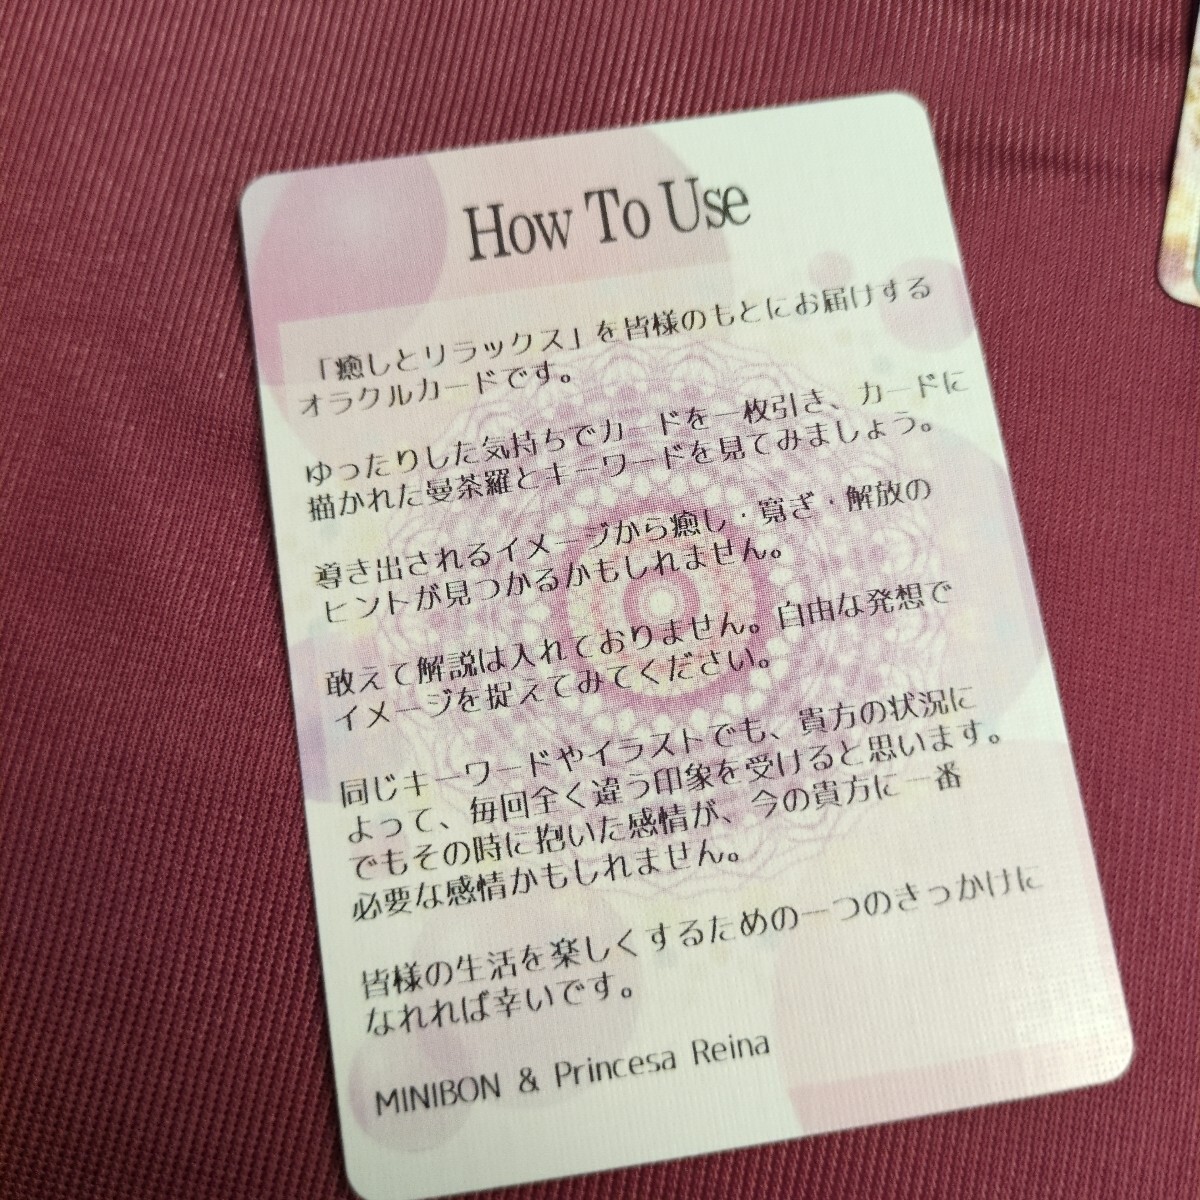 How To Use
「癒しとリラックス」を皆様のもとにお届けする
オラクルカードです。
ゆったりした気持ちでカードを一枚引き、カードに
描かれた曼荼羅とキーワードを見てみましょう。
導き出されるイメージから癒し・寛ぎ・解放の
ヒントが見つかるかもしれません。
敢えて解説は入れておりません。自由な発想で
イメージを捉えてみてください。
同じキーワードやイラストでも、貴方の状況に
よって、毎回全く違う印象を受けると思います。
でもその時に抱いた感情が、今の貴方に一番
必要な感情かもしれません。
皆様の生活を楽しくするための一つのきっかけに
なれれば幸いです。
MINIBON & Princesa Reina